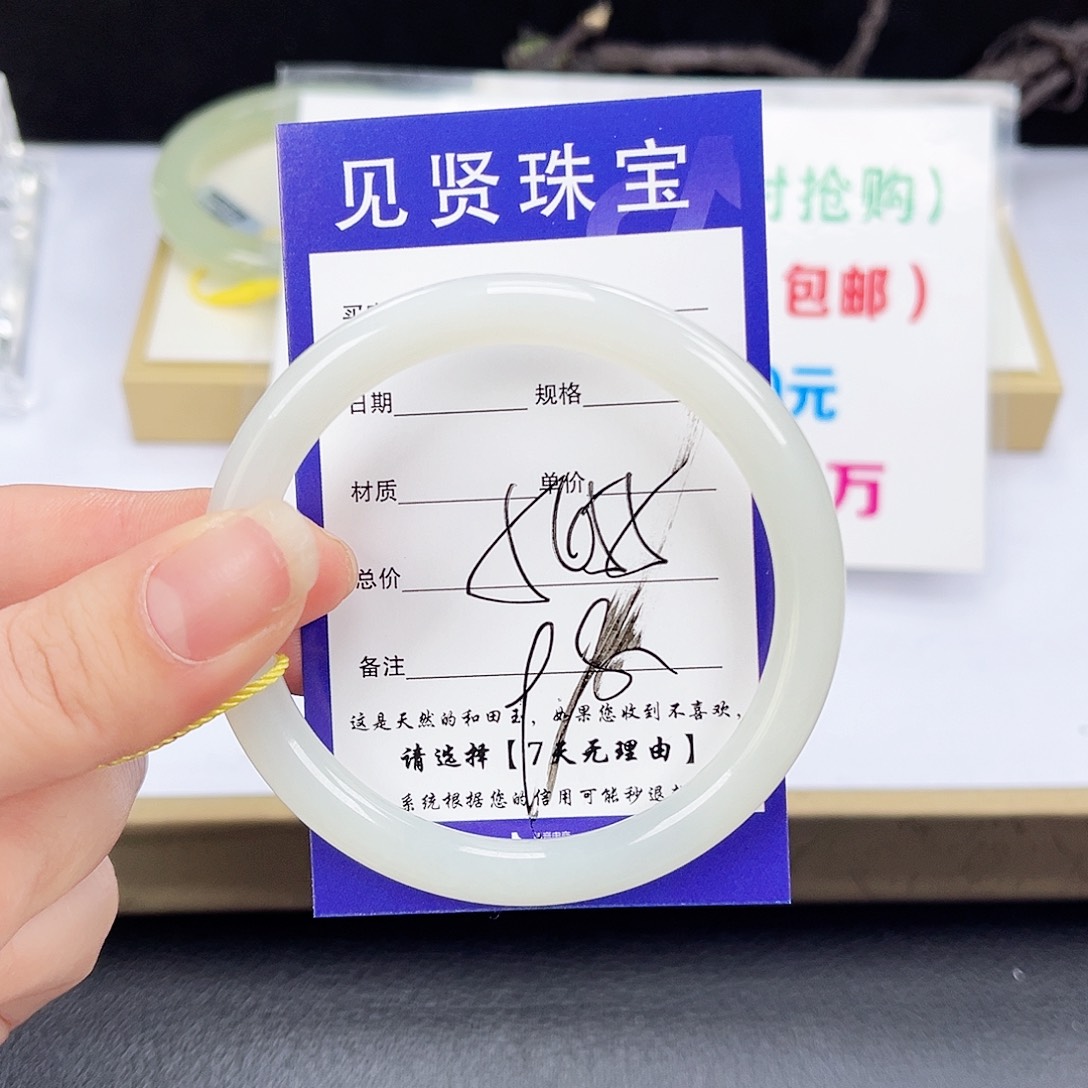 见贤珠宝
时抢购）
包邮）
0元
万
日期 规格
材质 单价
总价
备注
这是天然的和田玉，如果您收到不喜欢，
请选择【7天无理由】
系统根据您的信用可能秒退